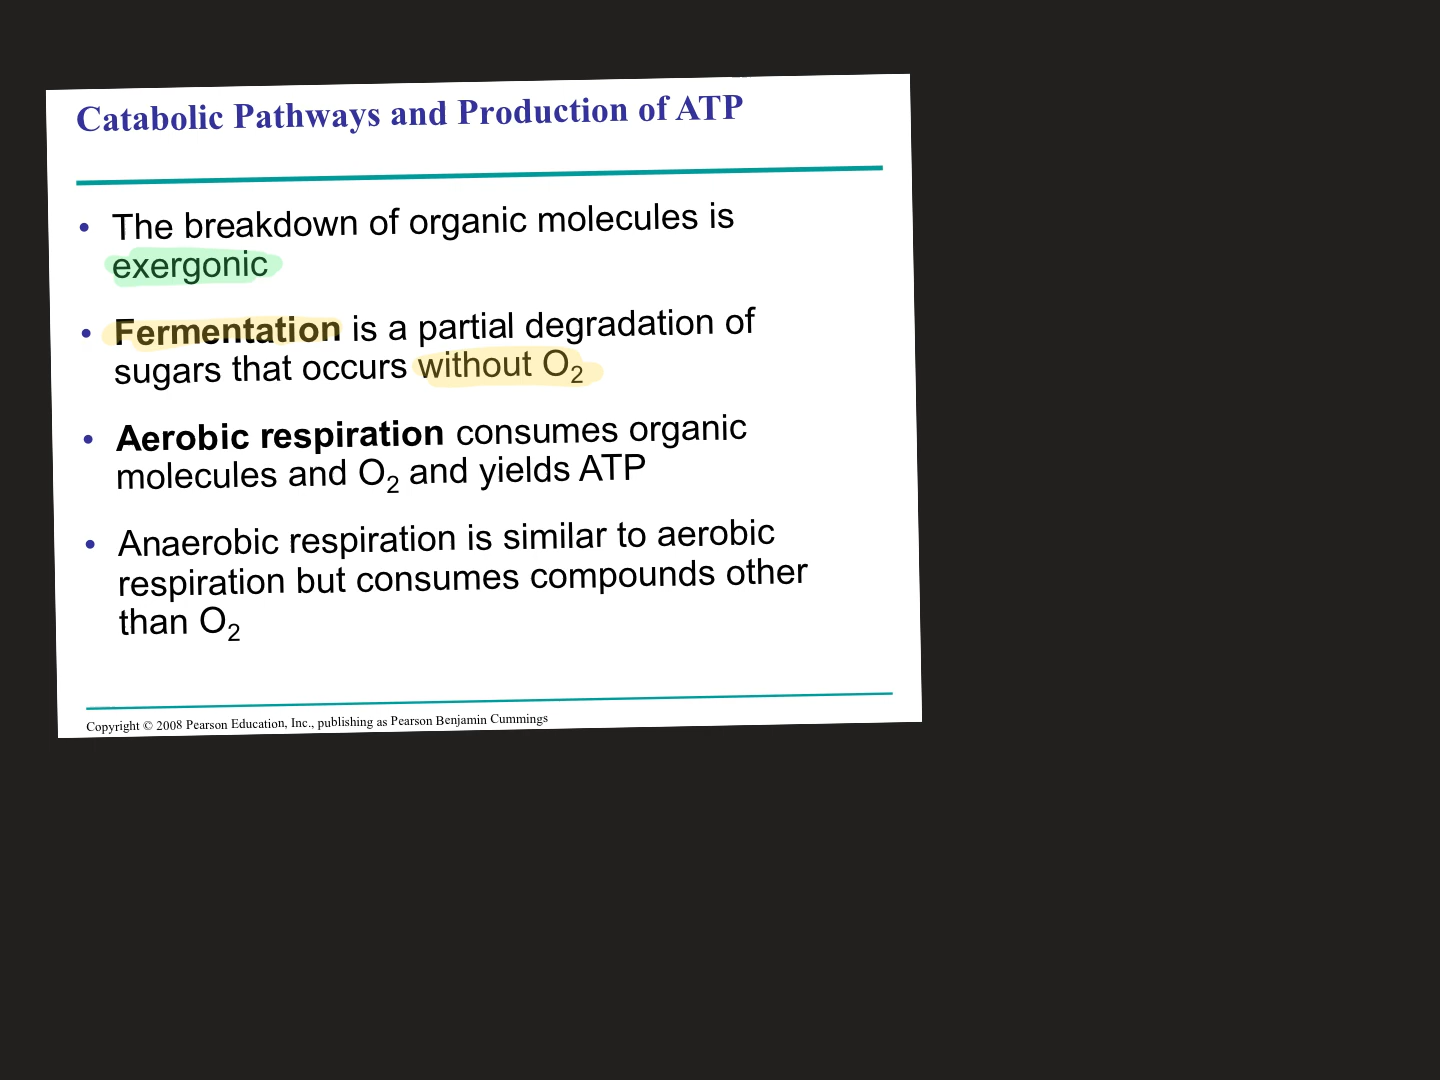 Catabolic Pathways and Production of ATP
• The breakdown of organic molecules is
exergonic
• Fermentation is a partial degradation of
sugars that occurs without O₂
• Aerobic respiration consumes organic
molecules and O₂ and yields ATP
• Anaerobic respiration is similar to aerobic
respiration but consumes compounds other
than O₂
Copyright © 2008 Pearson Education, Inc., publishing as Pearson Benjamin Cummings